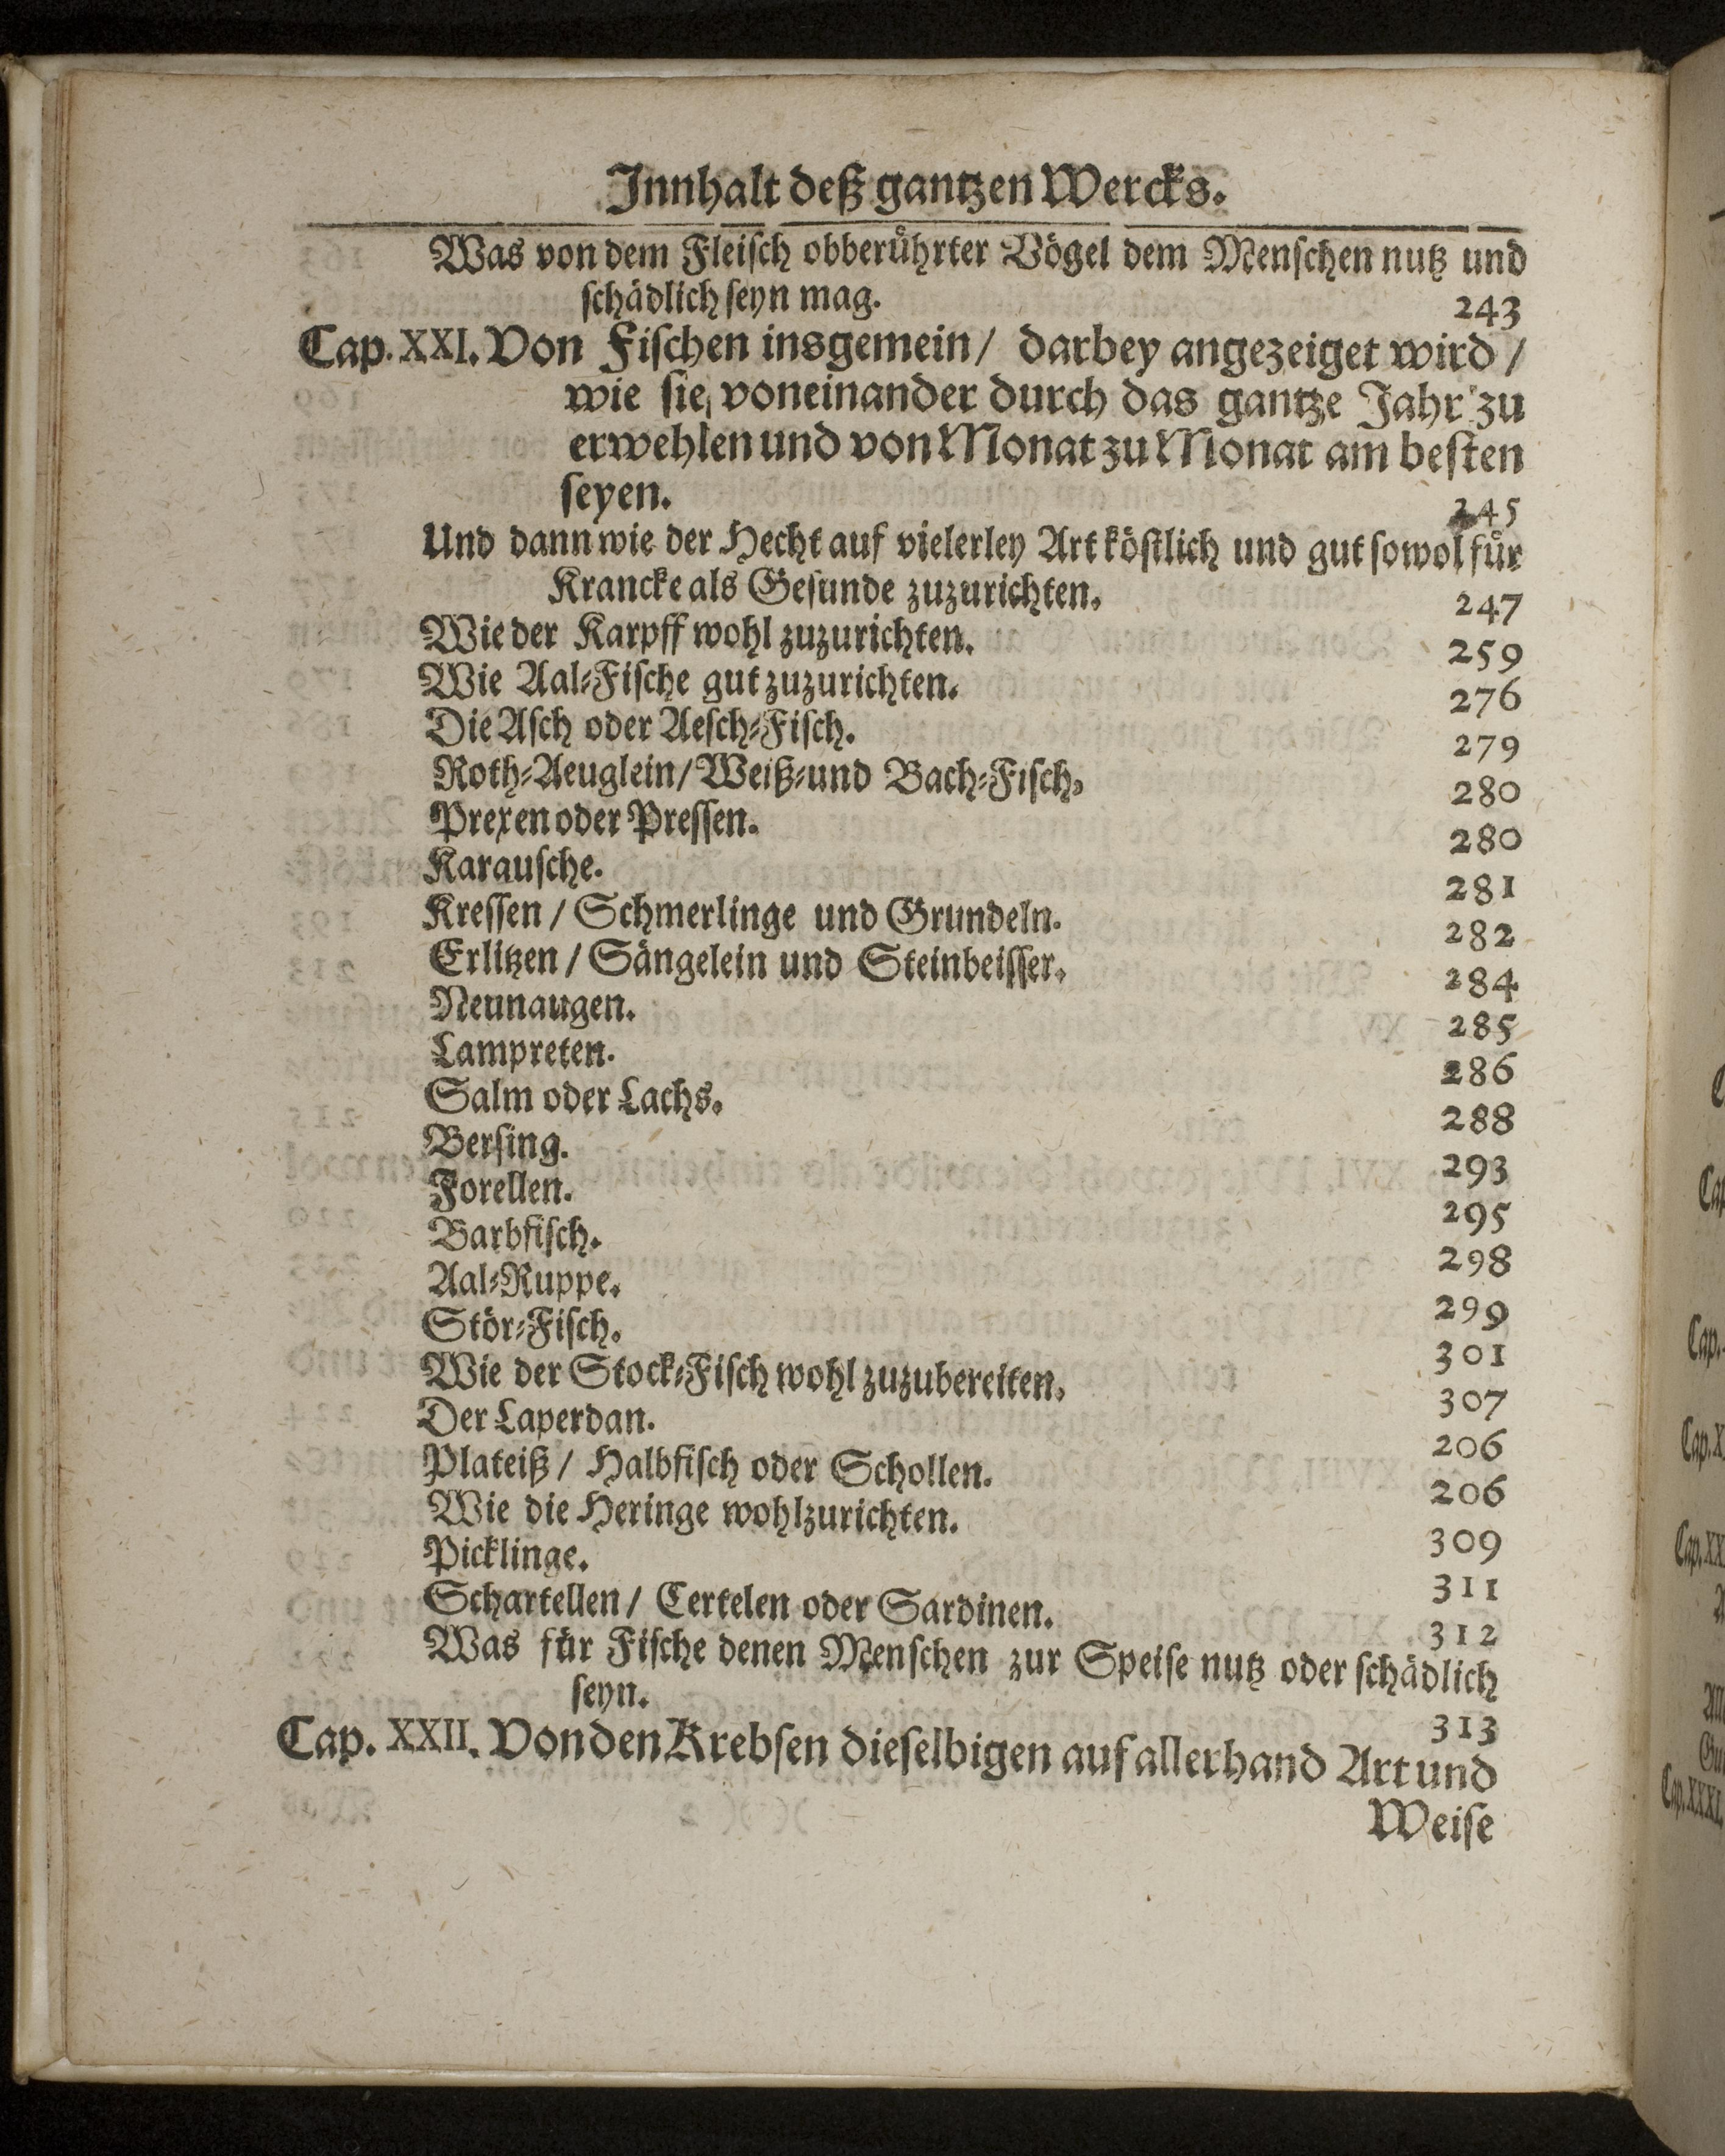 Innhalt deß gantzen Wercks.
Was von dem Fleiſch obberuͤhrter Vögel dem Menſchen nutz und
ſchädlich ſeyn mag. 243
Cap. XXI. Von Fiſchen insgemein / darbey angezeiget wird /
wie ſie voneinander durch das gantze Jahr zu
erwehlen und von Monat zu Monat am beſten
ſeyen. 245
Und dann wie der Hecht auf vielerley Art köſtlich und gut ſowol fuͤr
Krancke als Geſunde zuzurichten. 247
Wie der Karpff wohl zuzurichten. 259
Wie Aal-Fiſche gut zuzurichten. 276
Die Aſch oder Aeſch-Fiſch. 279
Roth-Aeuglein/ Weiß-und Bach-Fiſch. 280
Prexen oder Preſſen. 280
Karauſche. 281
Kreſſen / Schmerlinge und Grundeln. 282
Erlitzen / Sängelein und Steinbeiſſer. 284
Neunaugen. 285
Lampreten. 286
Salm oder Lachs. 288
Berſing. 293
Forellen. 295
Barbfiſch. 298
Aal-Ruppe. 299
Stör-Fiſch. 301
Wie der Stock-Fiſch wohl zuzubereiten. 307
Der Laperdan. 206
Plateiß / Halbfiſch oder Schollen. 206
Wie die Heringe wohlzurichten. 309
Picklinge. 311
Schartellen / Certelen oder Sardinen. 312
Was für Fiſche denen Menſchen zur Speiſe nutz oder ſchädlich
ſeyn. 313
Cap. XXII. Von den Krebſen dieſelbigen auf allerhand Art und
Weiſe